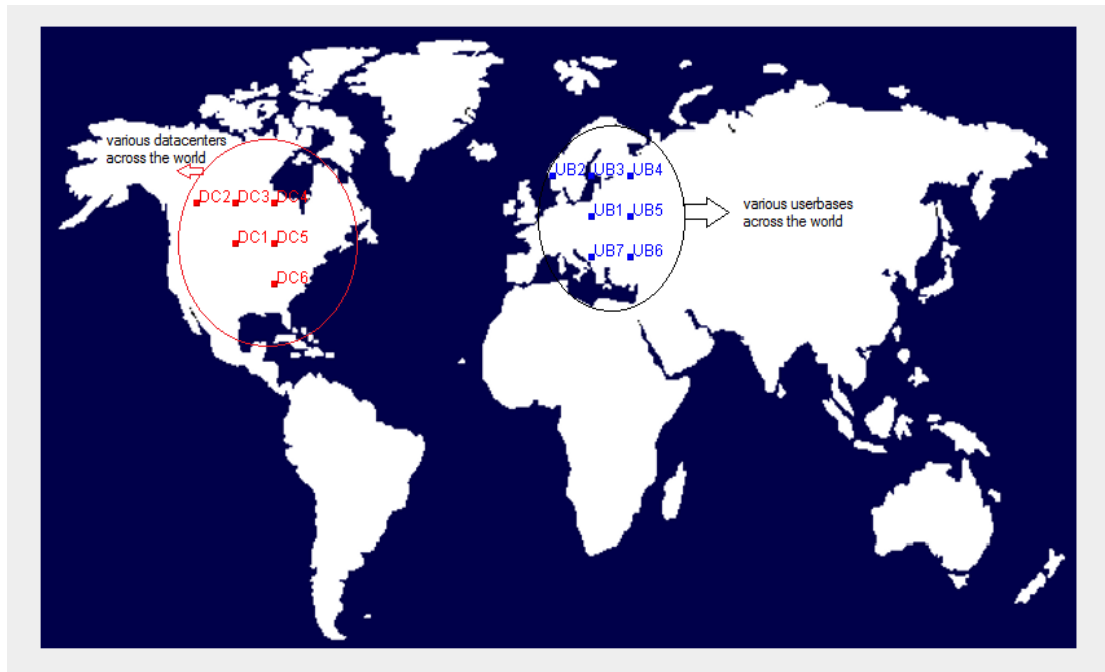 various datacenters
across the world
DC2 DC3 DC4
DC1 DC5
DC6
UB2 UB3 UB4
UB1 UB5
UB7 UB6
various userbases
across the world